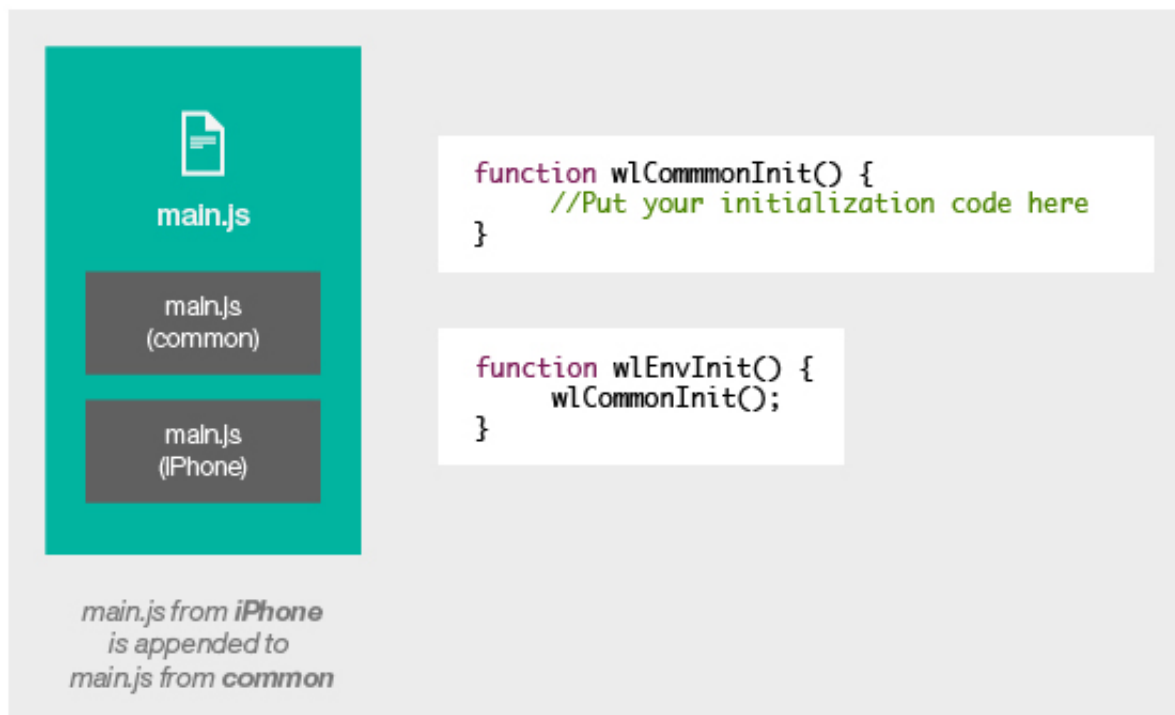 main.js
main.js
(common)
main.js
(iPhone)
main.js from iPhone
is appended to
main.js from common
function wlCommmonInit() {
//Put your initialization code here
}
function wlEnvInit() {
wlCommonInit();
}